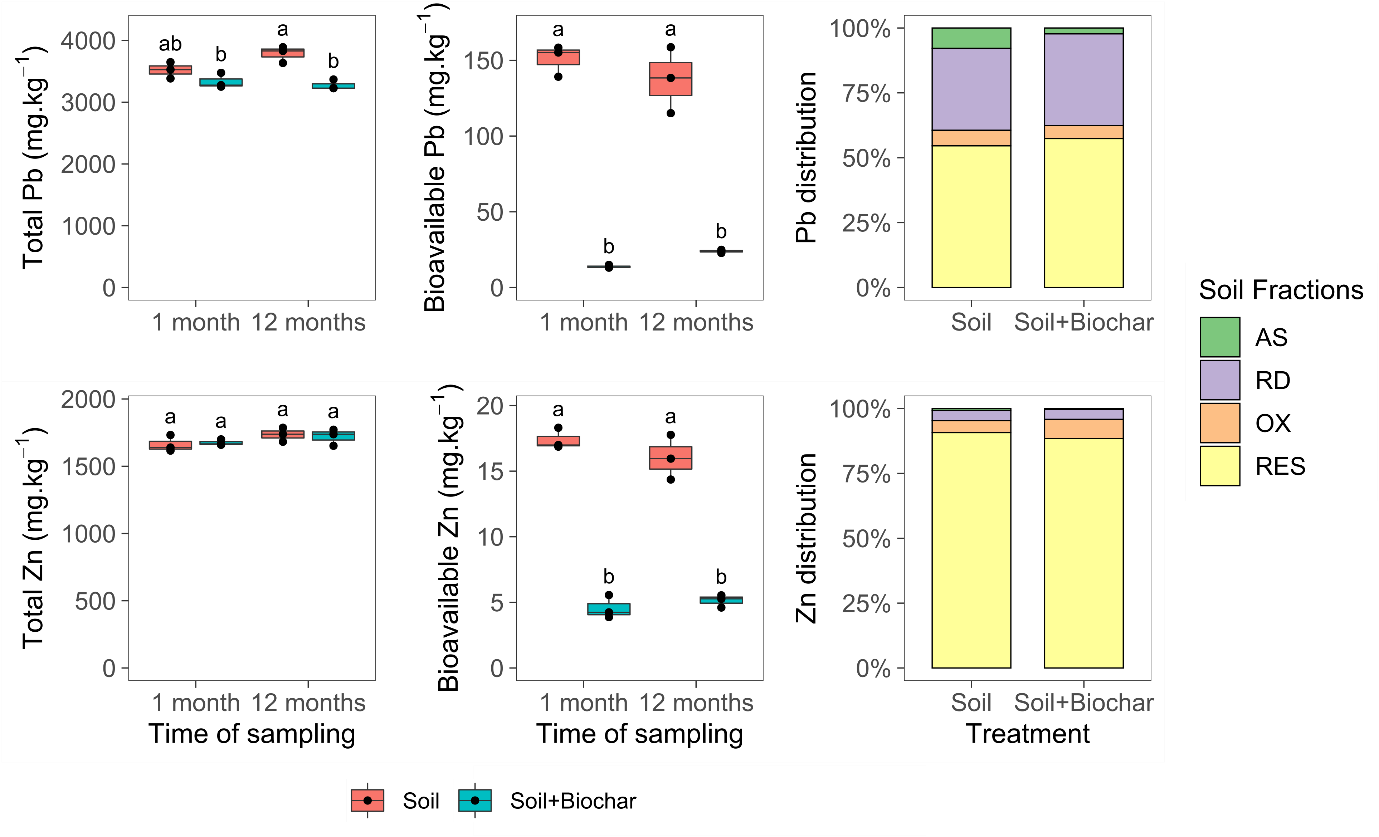 Total Pb (mg.kg⁻¹)
4000
3000
2000
1000
0
ab
b
a
b
1 month
12 months
Bioavailable Pb (mg.kg⁻¹)
150
100
50
0
a
b
a
b
1 month
12 months
Pb distribution
100%
75%
50%
25%
0%
Soil
Soil+Biochar
Soil Fractions
AS
RD
OX
RES
Total Zn (mg.kg⁻¹)
2000
1500
1000
500
0
a
a
a
a
1 month
12 months
Time of sampling
Bioavailable Zn (mg.kg⁻¹)
20
15
10
5
0
a
b
a
b
1 month
12 months
Time of sampling
Zn distribution
100%
75%
50%
25%
0%
Soil
Soil+Biochar
Treatment
Soil
Soil+Biochar